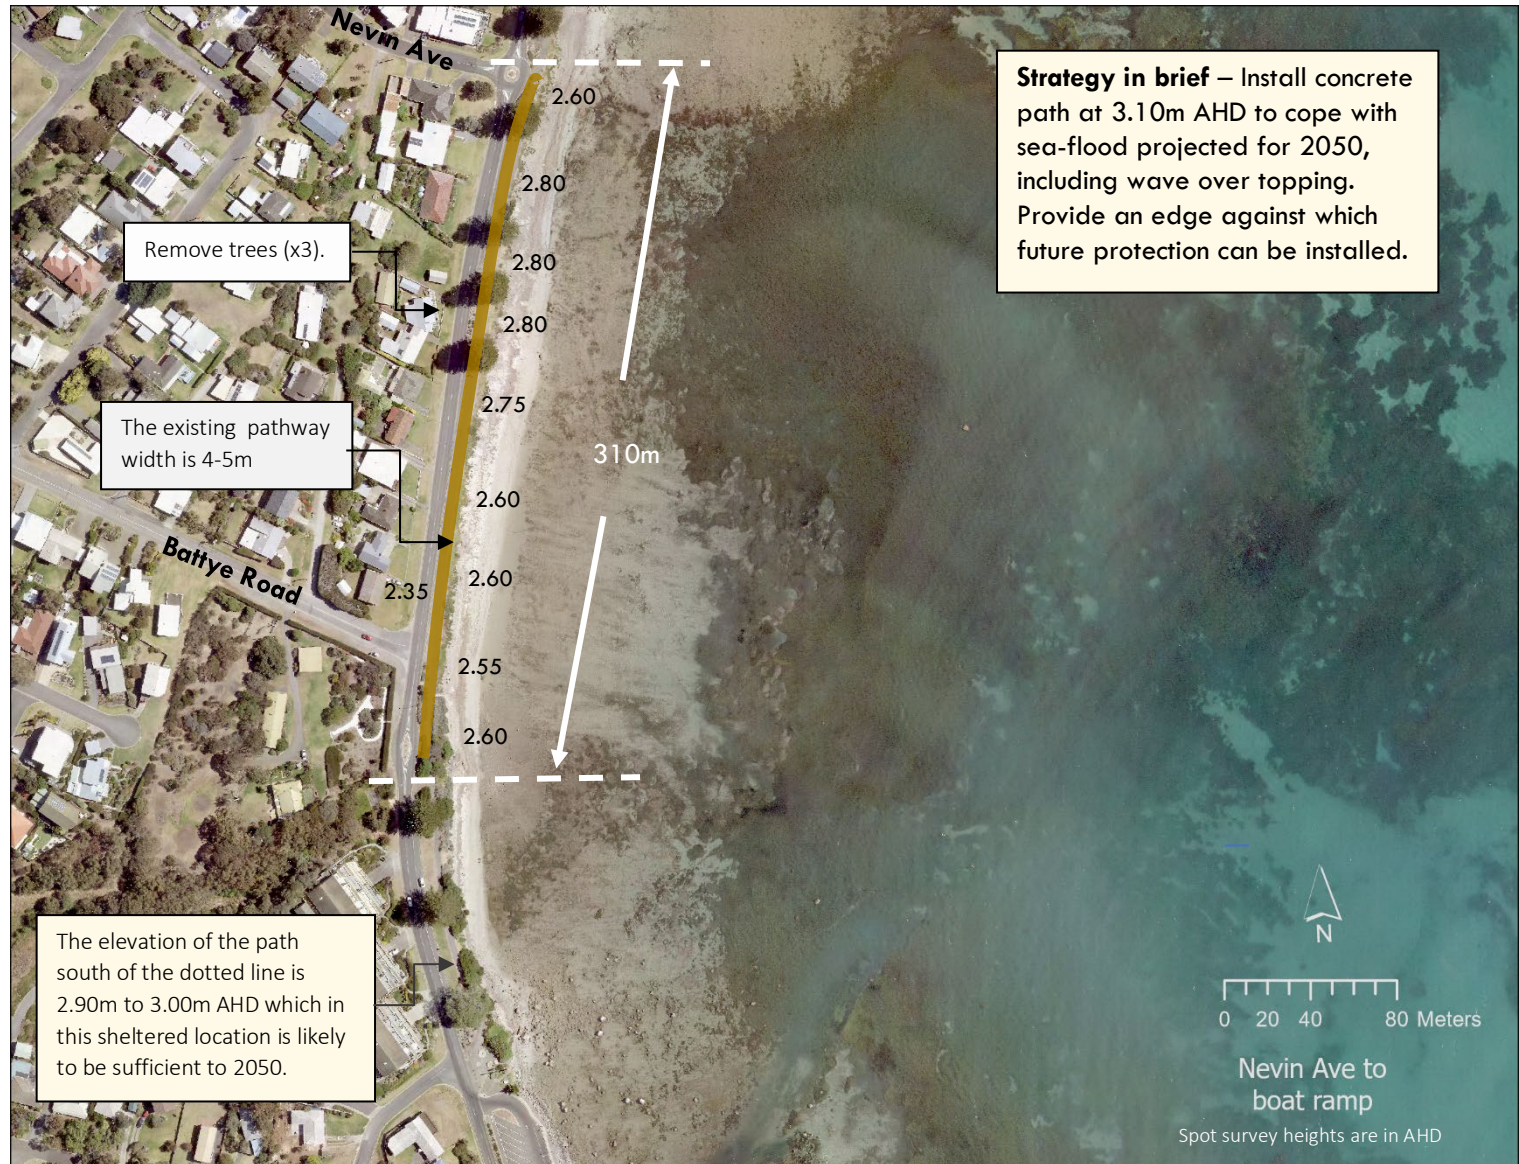 Nevin Ave
2.60
Strategy in brief – Install concrete
path at 3.10m AHD to cope with
sea-flood projected for 2050,
including wave over topping.
Provide an edge against which
future protection can be installed.
2.80
Remove trees (x3).
2.80
2.80
2.75
The existing pathway
width is 4-5m
310m
2.60
Battye Road
2.35
2.60
2.55
2.60
The elevation of the path
south of the dotted line is
2.90m to 3.00m AHD which in
this sheltered location is likely
to be sufficient to 2050.
N
0 20 40 80 Meters
Nevin Ave to
boat ramp
Spot survey heights are in AHD